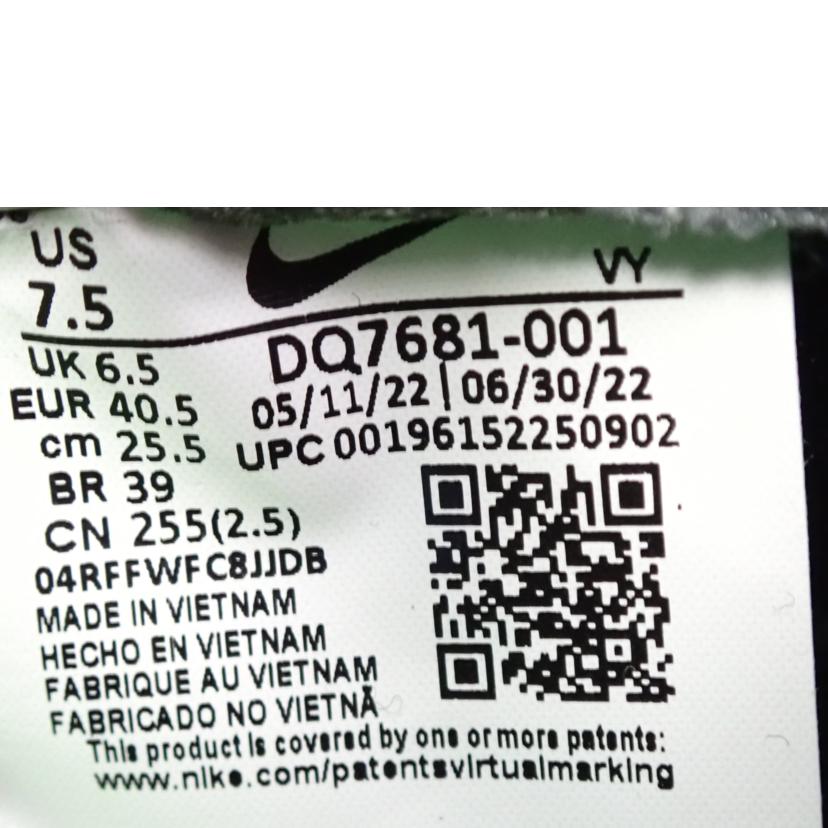 US
7.5
VY
UK 6.5
EUR 40.5
cm 25.5
BR 39
CN 255(2.5)
DQ7681-001
05/11/22 | 06/30/22
UPC 00196152250902
04RFFWFC8JJDB
MADE IN VIETNAM
HECHO EN VIETNAM
FABRIQUE AU VIETNAM
FABRICADO NO VIETNÃ
This product is covered by one or more patents:
www.nike.com/patentsvirtualmarking